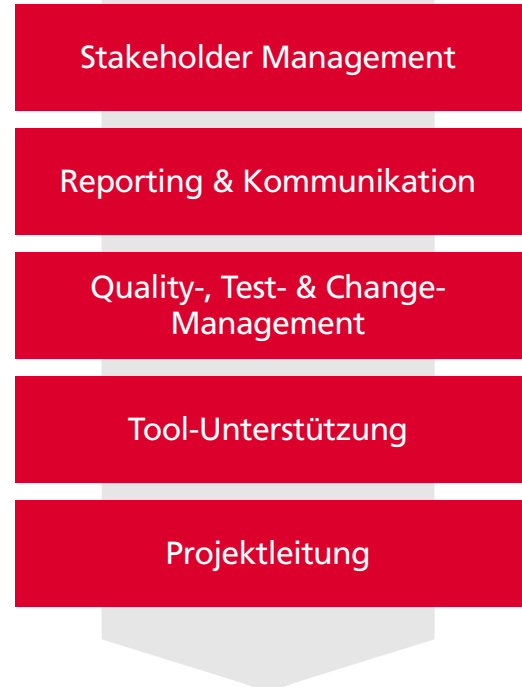 Stakeholder Management
Reporting & Kommunikation
Quality-, Test- & Change-
Management
Tool-Unterstützung
Projektleitung